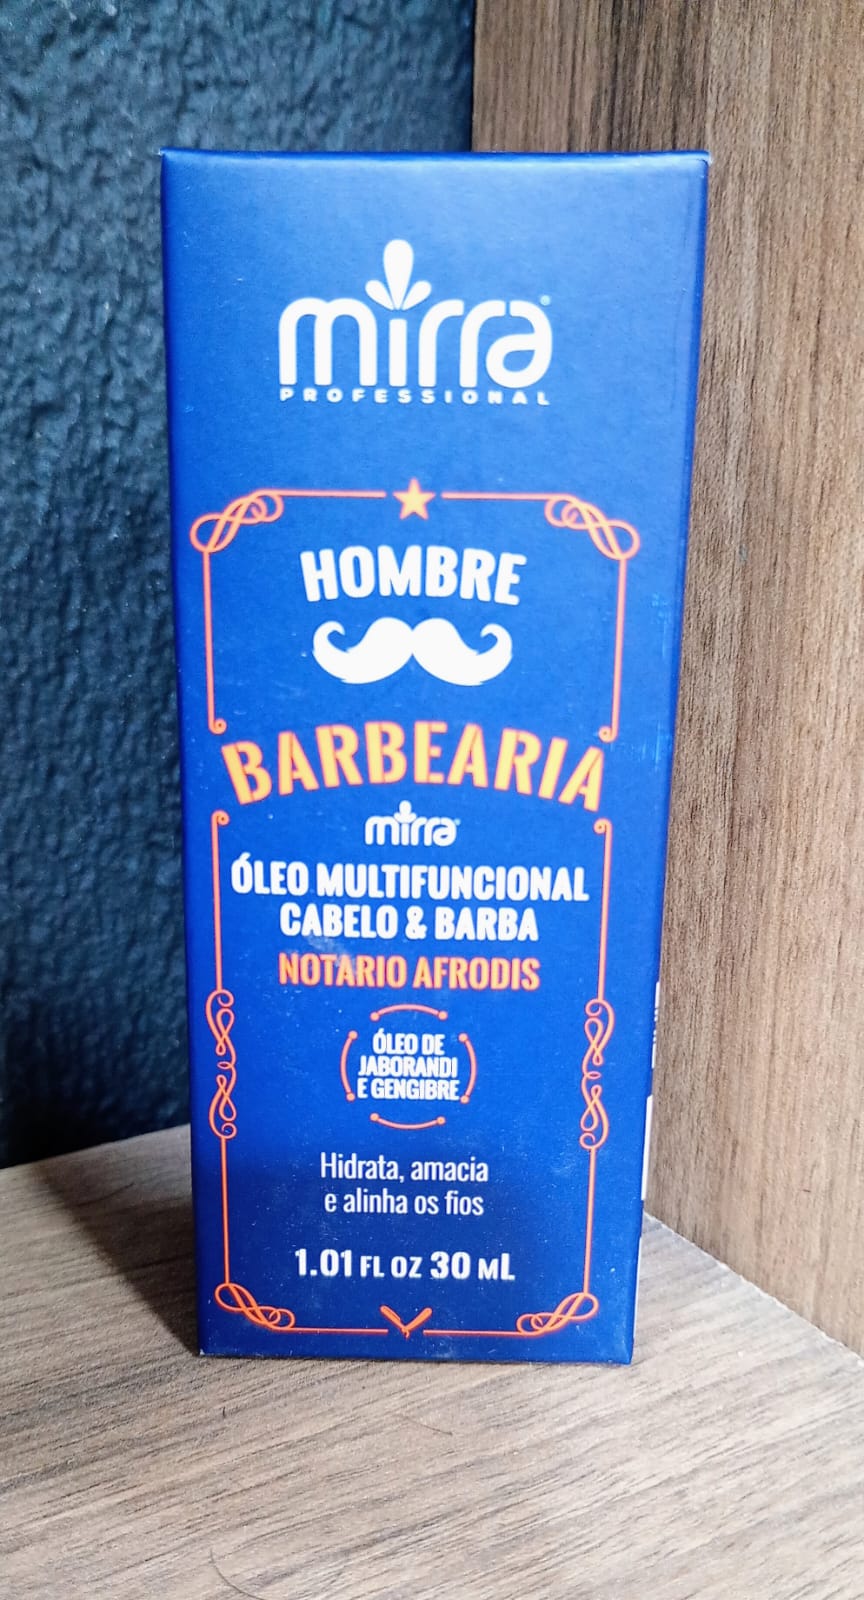 mirra
PROFESSIONAL
HOMBRE
BARBEARIA
mirra
ÓLEO MULTIFUNCIONAL
CABELO & BARBA
NOTARIO AFRODIS
ÓLEO DE
JABORANDI
E GENGIBRE
Hidrata, amacia
e alinha os fios
1.01 FL OZ 30 mL